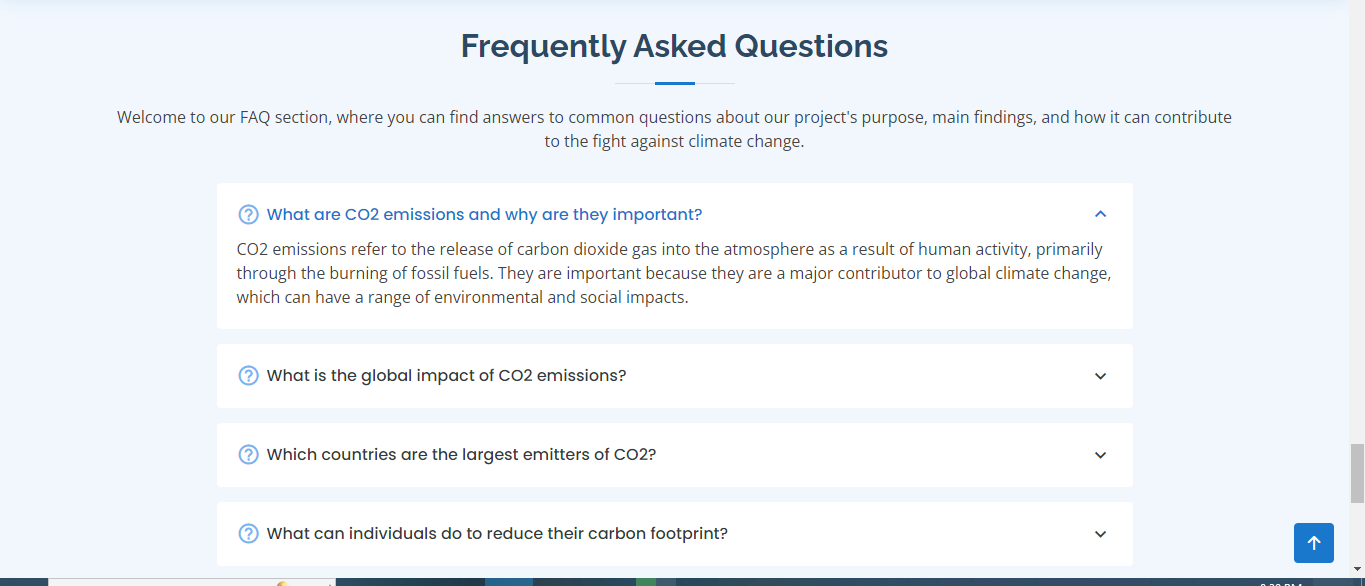 Frequently Asked Questions
Welcome to our FAQ section, where you can find answers to common questions about our project's purpose, main findings, and how it can contribute
to the fight against climate change.
What are CO2 emissions and why are they important?
CO2 emissions refer to the release of carbon dioxide gas into the atmosphere as a result of human activity, primarily
through the burning of fossil fuels. They are important because they are a major contributor to global climate change,
which can have a range of environmental and social impacts.
What is the global impact of CO2 emissions?
Which countries are the largest emitters of CO2?
What can individuals do to reduce their carbon footprint?